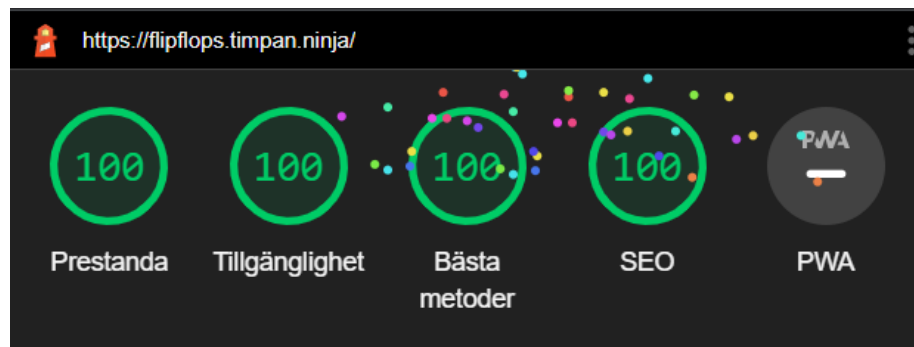 https://flipflops.timpan.ninja/
100 100 100 100 PWA
Prestanda Tillgänglighet Bästa metoder SEO PWA